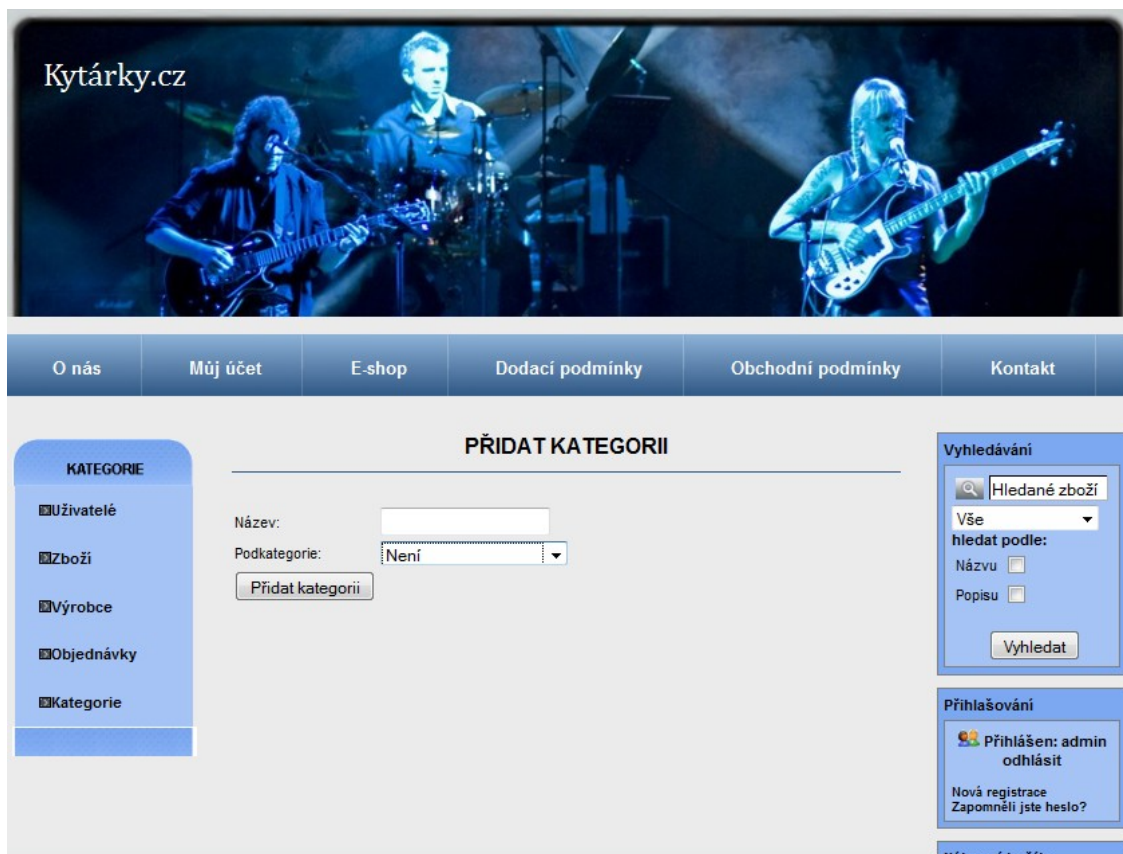 Kytárky.cz
O nás
Můj účet
E-shop
Dodací podmínky
Obchodní podmínky
Kontakt
KATEGORIE
Uživatelé
Zboží
Výrobce
Objednávky
Kategorie
PŘIDAT KATEGORII
Název:
Podkategorie:
Není
Přidat kategorii
Vyhledávání
Hledané zboží
Vše
hledat podle:
Názvu
Popisu
Vyhledat
Přihlašování
Přihlášen: admin
odhlásit
Nová registrace
Zapomněli jste heslo?